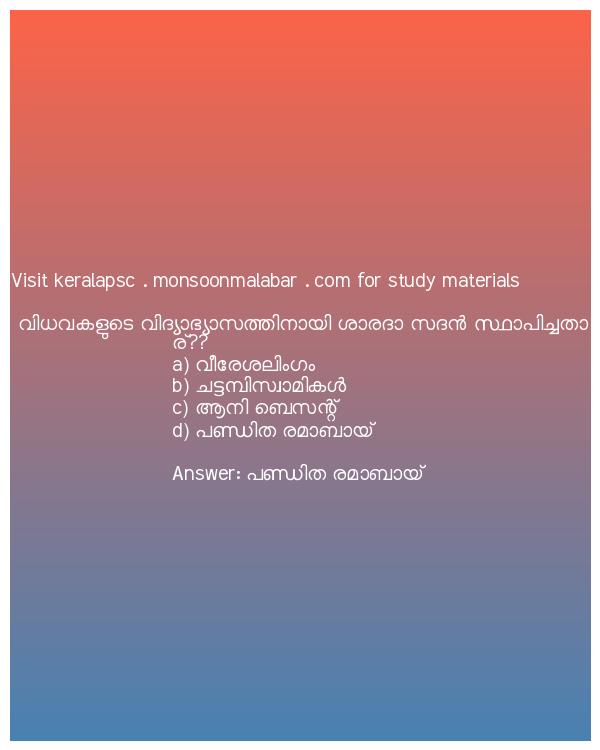 Visit keralapsc . monsoonmalabar . com for study materials
വിധവകളുടെ വിദ്യാഭ്യാസത്തിനായി ശാരദാ സദൻ സ്ഥാപിച്ചതാ
ര്??
a) വീരേശലിംഗം
b) ചട്ടമ്പിസ്വാമികൾ
c) ആനി ബെസന്റ്
d) പണ്ഡിത രമാബായ്
Answer: പണ്ഡിത രമാബായ്